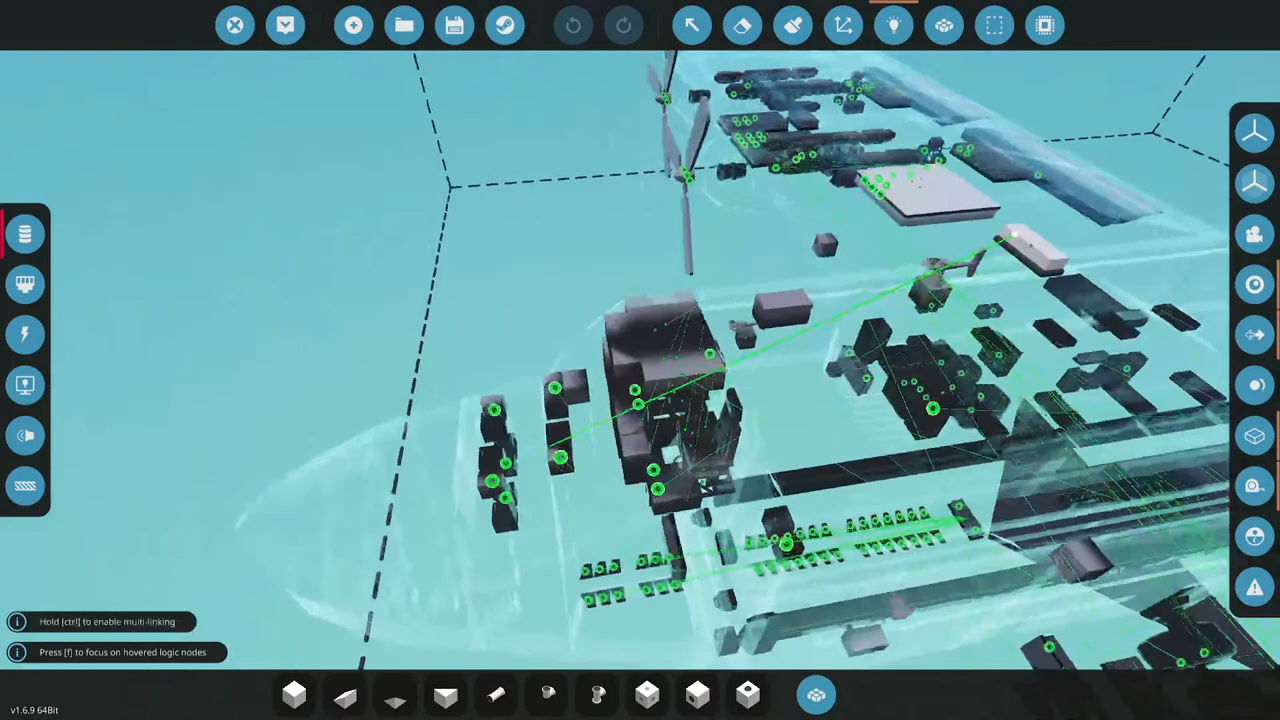 Hold [ctrl] to enable multi-linking
Press [f] to focus on hovered logic nodes
v1.6.9 64Bit